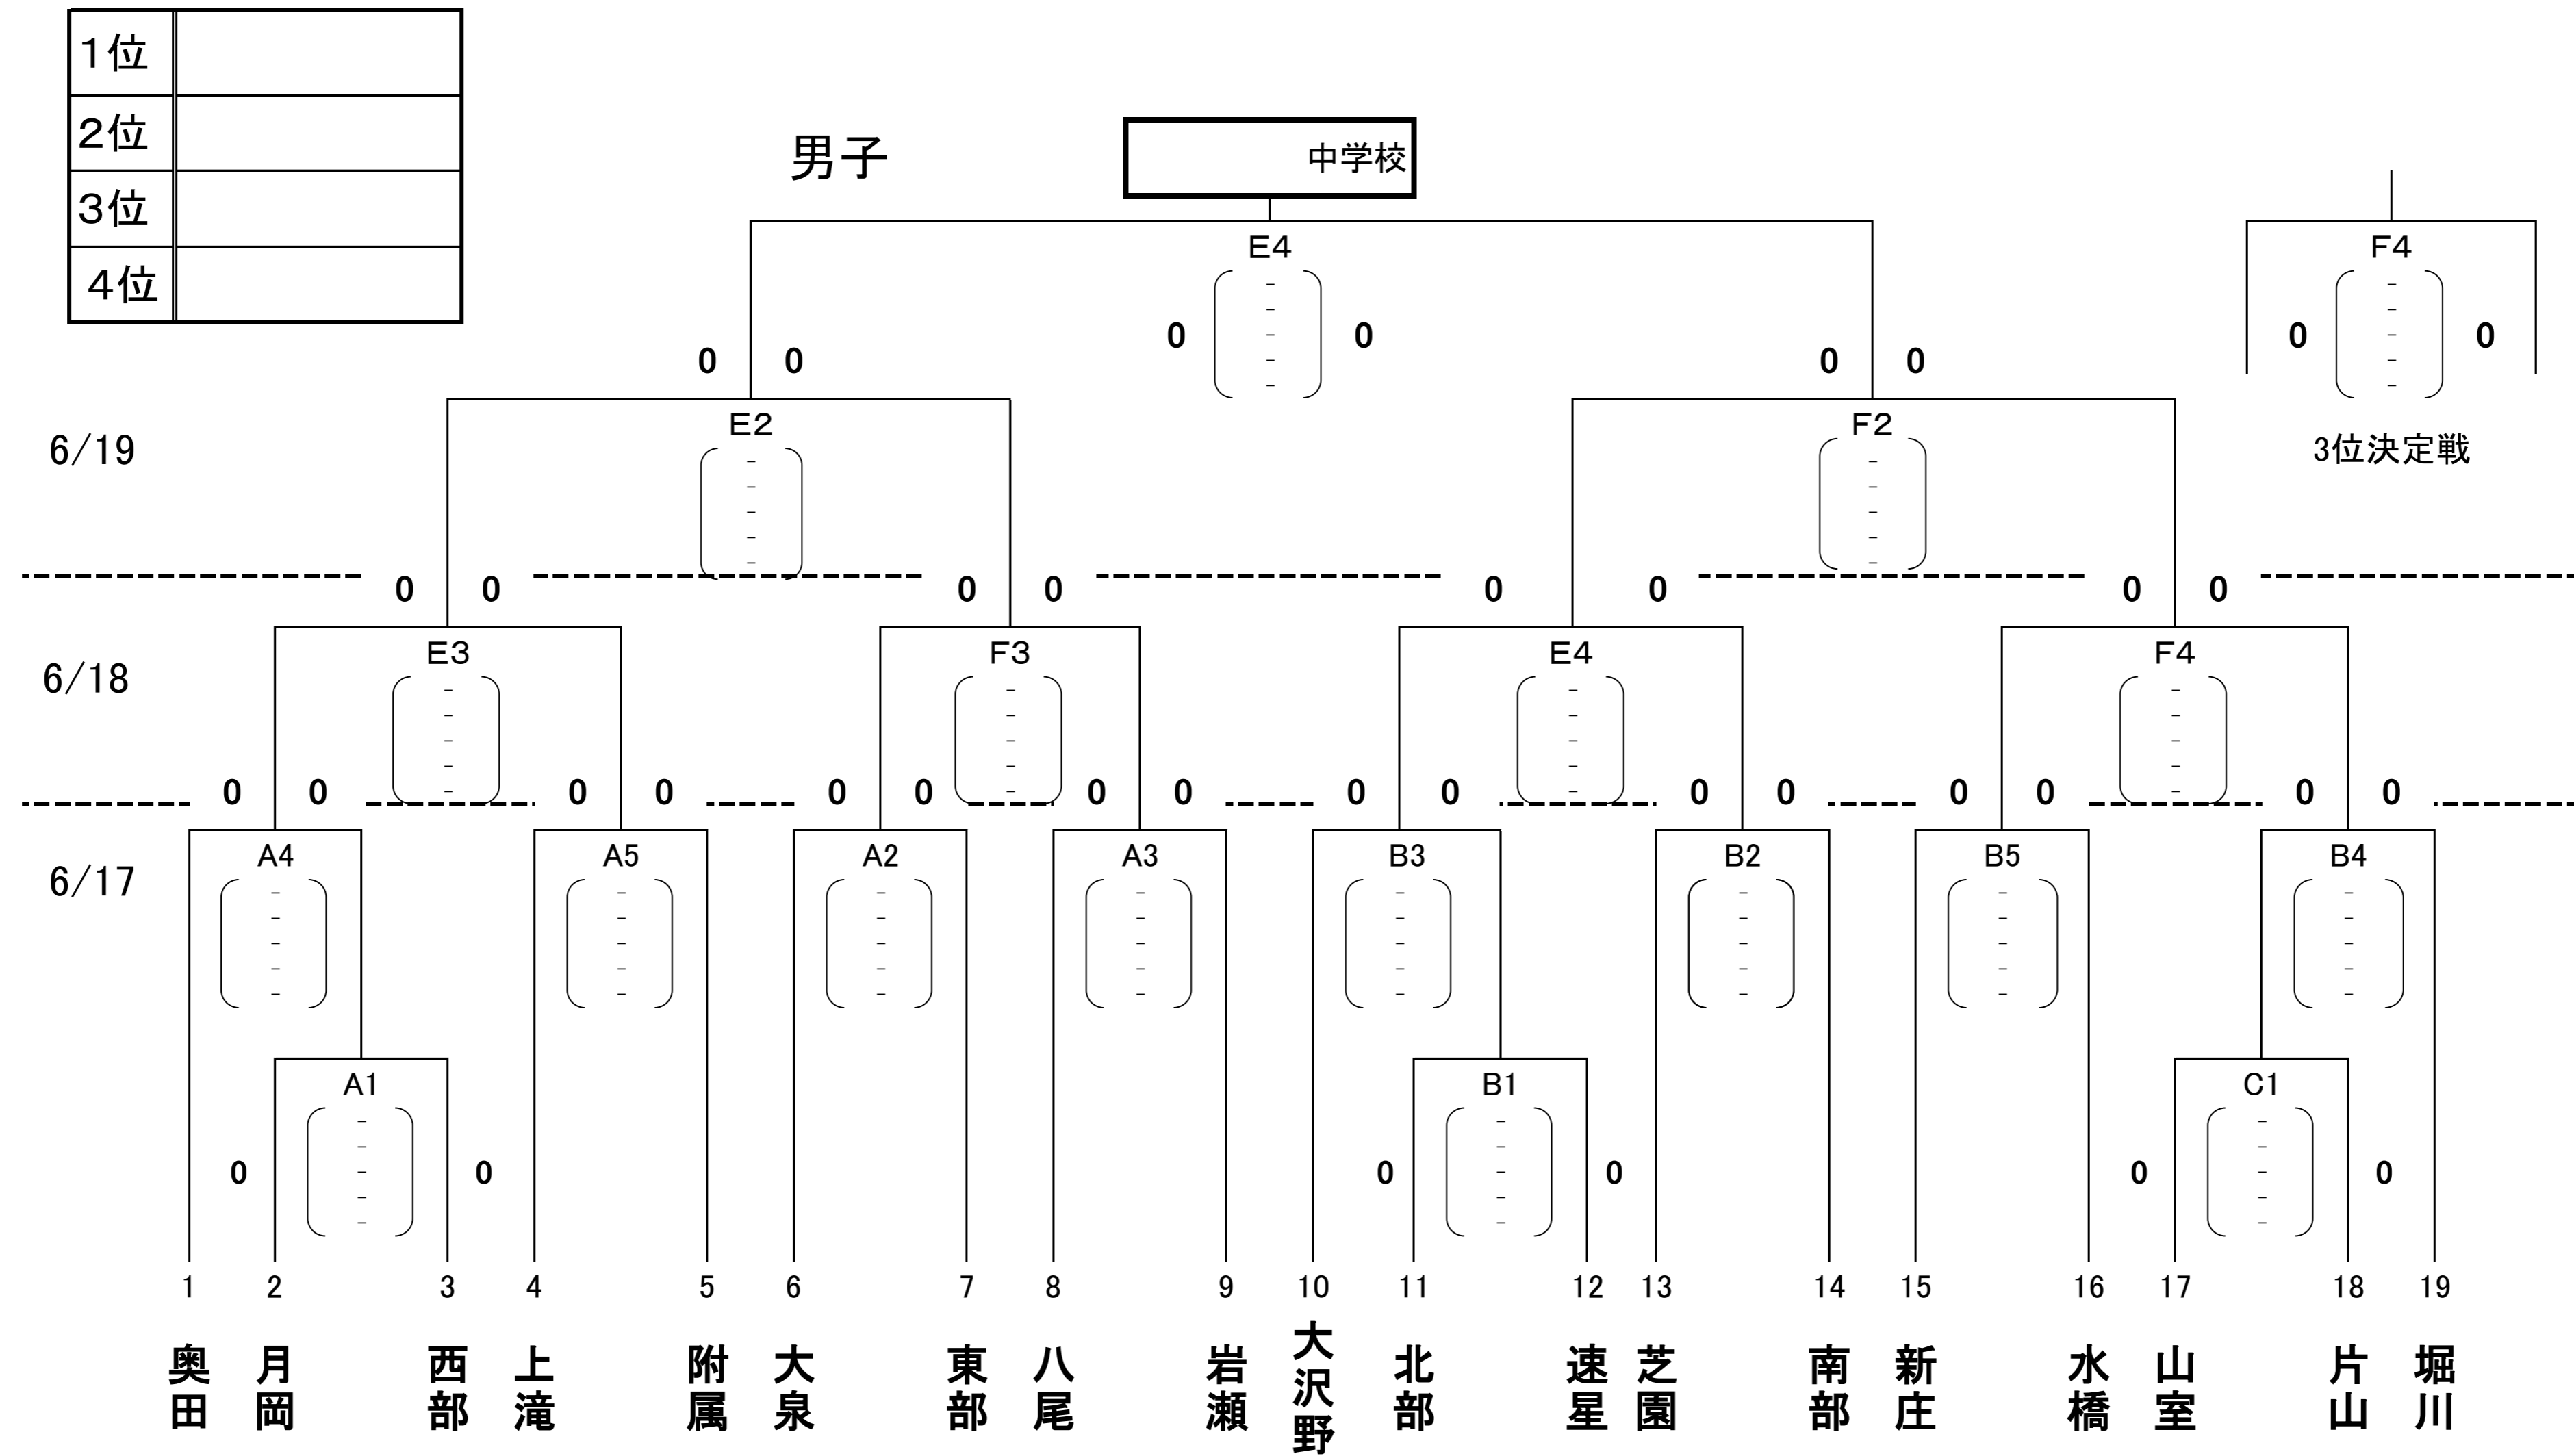 １位
２位
３位
４位
男子
中学校
E4
F4
-
-
-
-
-
-
-
-
-
-
0 0 0 0
0 0 0 0
E2
F2
3位決定戦
6/19
-
-
-
-
-
-
-
-
-
-
0 0 0 0 0 0 0 0
E3 F3 E4 F4
6/18
- - - -
- - - -
- - - -
- - - -
- - - -
0 0 0 0 0 0 0 0 0 0 0 0 0 0 0 0
A4 A5 A2 A3 B3 B2 B5 B4
6/17
- - - - - - - -
- - - - - - - -
- - - - - - - -
- - - - - - - -
- - - - - - - -
A1 B1 C1
- - -
- - -
0 - 0 0 - 0 0 - 0
- - -
- - -
1 2 3 4 5 6 7 8 9 10 11 12 13 14 15 16 17 18 19
奥田
月岡
西部
上滝
附属
大泉
東部
八尾
岩瀬
大沢野
北部
速星
芝園
南部
新庄
水橋
山室
片山
堀川